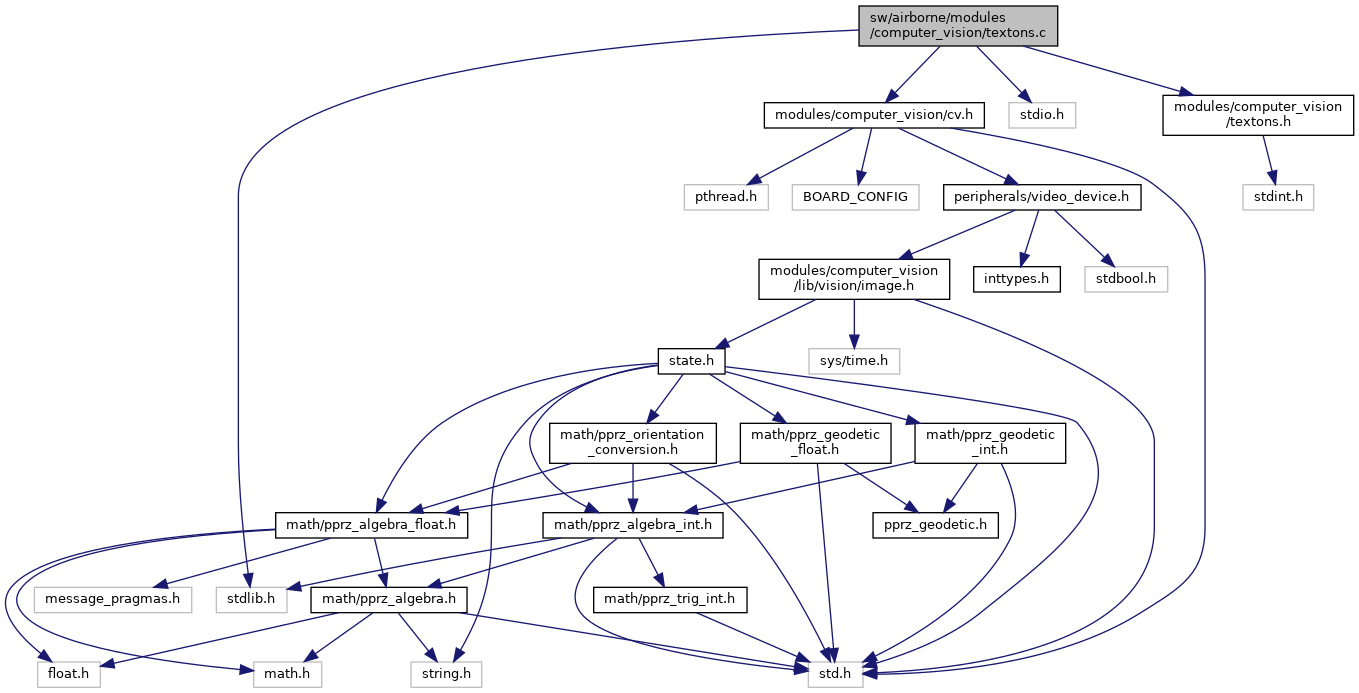 sw/airborne/modules
/computer_vision/textons.c
modules/computer_vision/cv.h
stdio.h
modules/computer_vision
/textons.h
pthread.h
BOARD_CONFIG
peripherals/video_device.h
stdint.h
modules/computer_vision
/lib/vision/image.h
inttypes.h
stdbool.h
state.h
sys/time.h
math/pprz_orientation
_conversion.h
math/pprz_geodetic
_float.h
math/pprz_geodetic
_int.h
math/pprz_algebra_float.h
math/pprz_algebra_int.h
pprz_geodetic.h
message_pragmas.h
stdlib.h
math/pprz_algebra.h
math/pprz_trig_int.h
float.h
math.h
string.h
std.h